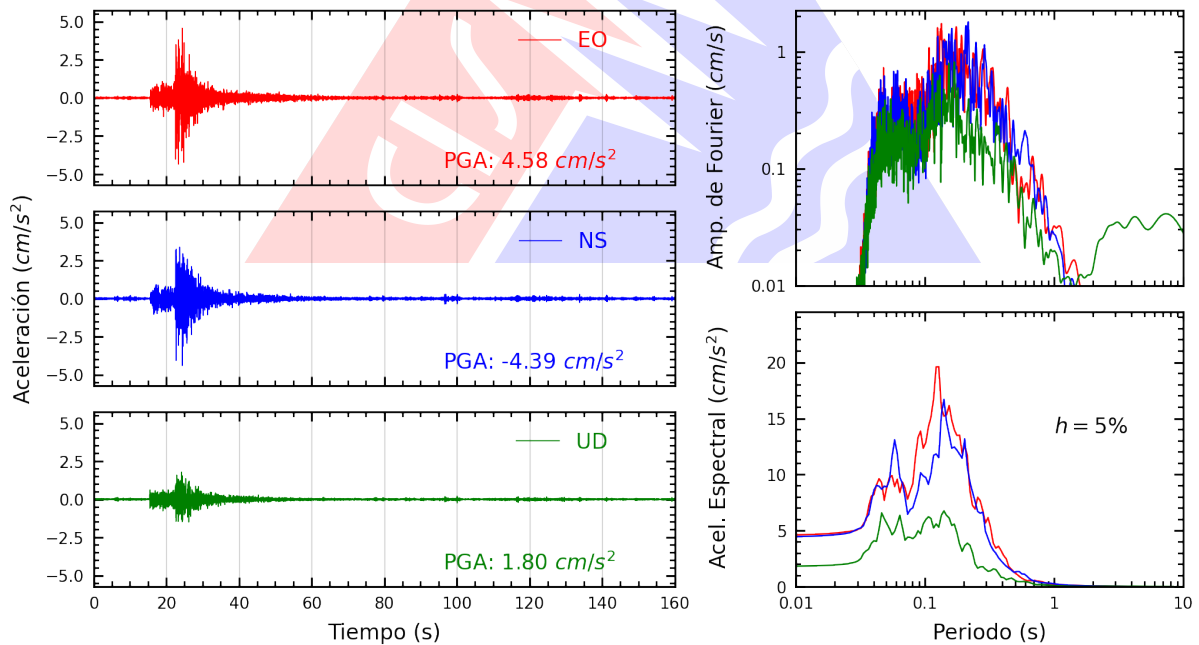 Aceleración (cm/s²)
5.0
2.5
0.0
−2.5
−5.0
EO
PGA: 4.58 cm/s²
5.0
2.5
0.0
−2.5
−5.0
NS
PGA: -4.39 cm/s²
5.0
2.5
0.0
−2.5
−5.0
UD
PGA: 1.80 cm/s²
0 20 40 60 80 100 120 140 160
Tiempo (s)
Amp. de Fourier (cm/s)
1
0.1
0.01
Acel. Espectral (cm/s²)
20
15
10
5
0
h = 5%
0.01 0.1 1 10
Periodo (s)